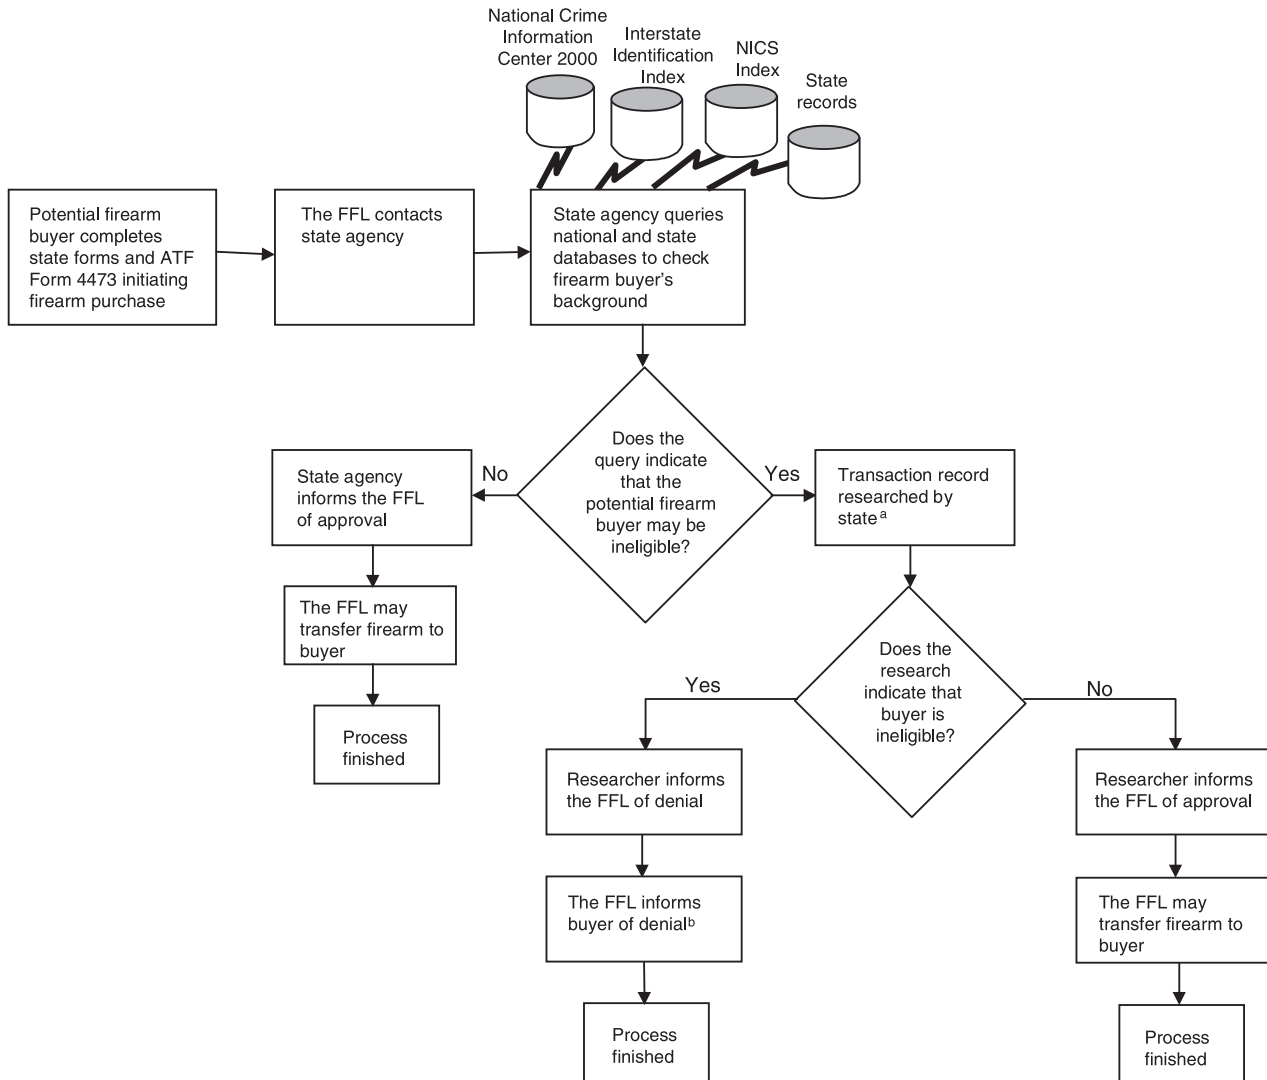 National Crime
Information
Center 2000
Interstate
Identification
Index
NICS
Index
State
records
Potential firearm
buyer completes
state forms and ATF
Form 4473 initiating
firearm purchase
The FFL contacts
state agency
State agency queries
national and state
databases to check
firearm buyer's
background
Does the
query indicate
that the
potential firearm
buyer may be
ineligible?
No
Yes
State agency
informs the FFL
of approval
Transaction record
researched by
state a
The FFL may
transfer firearm to
buyer
Process
finished
Does the
research
indicate that
buyer is
ineligible?
Yes
No
Researcher informs
the FFL of denial
Researcher informs
the FFL of approval
The FFL informs
buyer of denial b
The FFL may
transfer firearm to
buyer
Process
finished
Process
finished